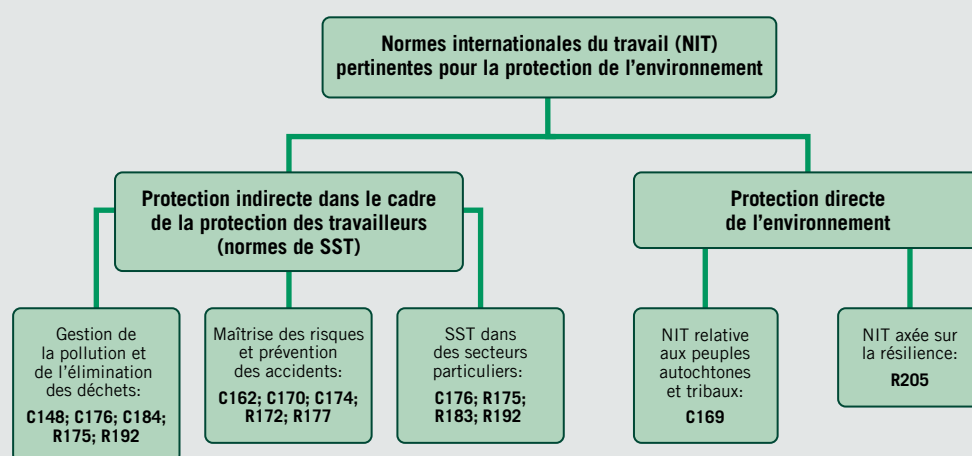 Normes internationales du travail (NIT)
pertinentes pour la protection de l'environnement
Protection indirecte dans le cadre
de la protection des travailleurs
(normes de SST)
Protection directe
de l'environnement
Gestion de
la pollution et
de l'élimination
des déchets:
C148; C176; C184;
R175; R192
Maîtrise des risques
et prévention
des accidents:
C162; C170; C174;
R172; R177
SST dans
des secteurs
particuliers:
C176; R175;
R183; R192
NIT relative
aux peuples
autochtones
et tribaux:
C169
NIT axée sur
la résilience:
R205